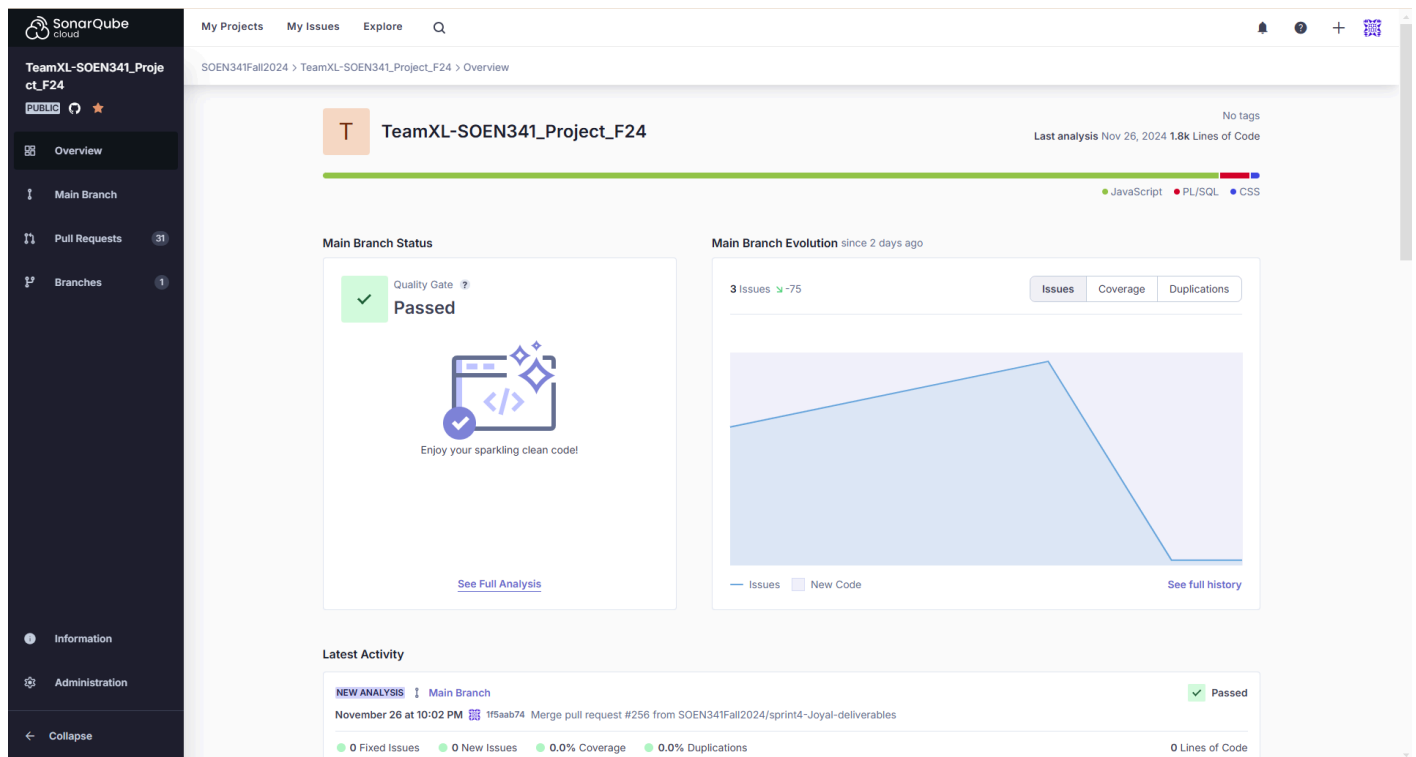 SonarQube
cloud
My Projects My Issues Explore
TeamXL-SOEN341_Proje
ct_F24
PUBLIC
Overview
Main Branch
Pull Requests 31
Branches 1
Information
Administration
Collapse
SOEN341Fall2024 > TeamXL-SOEN341_Project_F24 > Overview
T
TeamXL-SOEN341_Project_F24
No tags
Last analysis Nov 26, 2024 1.8k Lines of Code
JavaScript PL/SQL CSS
Main Branch Status
Quality Gate ?
Passed
Enjoy your sparkling clean code!
See Full Analysis
Main Branch Evolution since 2 days ago
3 Issues -75
Issues Coverage Duplications
Issues New Code
See full history
Latest Activity
NEW ANALYSIS Main Branch
Passed
November 26 at 10:02 PM 1f5aab74 Merge pull request #256 from SOEN341Fall2024/sprint4-Joyal-deliverables
0 Fixed Issues 0 New Issues 0.0% Coverage 0.0% Duplications
0 Lines of Code